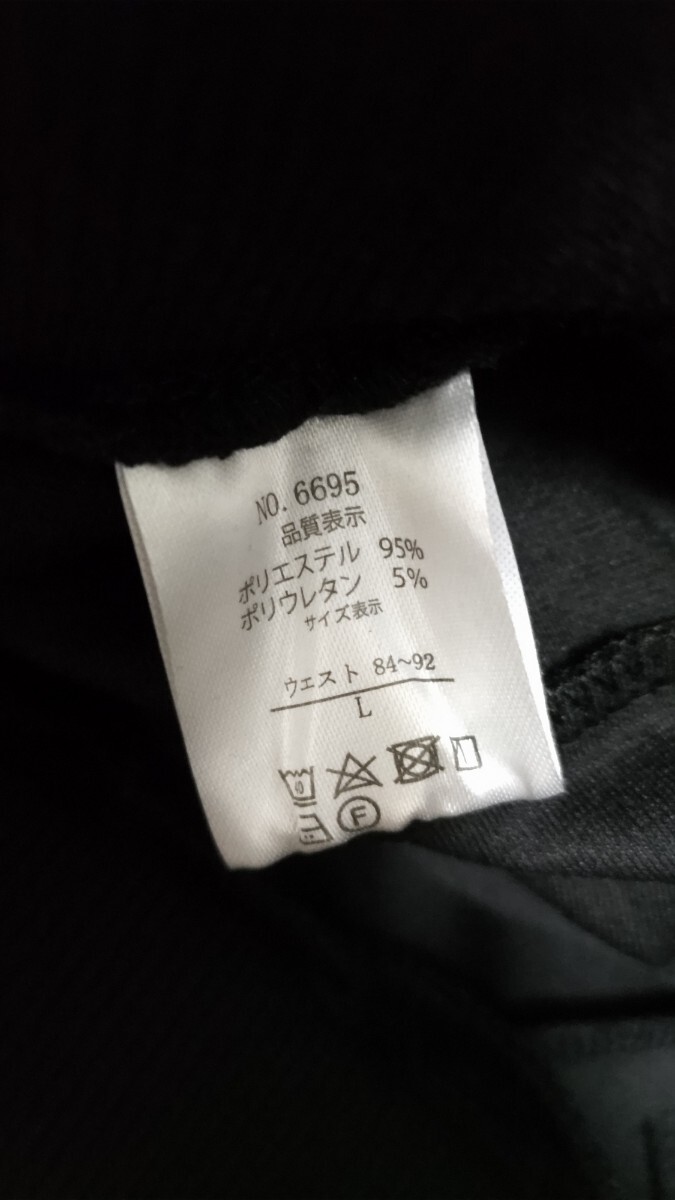 NO. 6695
品質表示
ポリエステル 95%
ポリウレタン 5%
サイズ表示
ウエスト 84~92
L
40
F